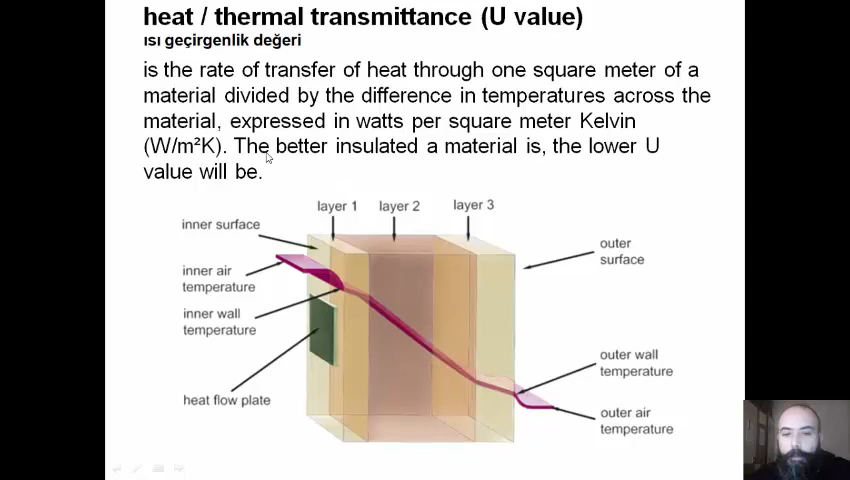 heat / thermal transmittance (U value)
ısı geçirgenlik değeri
is the rate of transfer of heat through one square meter of a
material divided by the difference in temperatures across the
material, expressed in watts per square meter Kelvin
(W/m²K). The better insulated a material is, the lower U
value will be.
layer 1
layer 2
layer 3
inner surface
outer
surface
inner air
temperature
inner wall
temperature
outer wall
temperature
heat flow plate
outer air
temperature